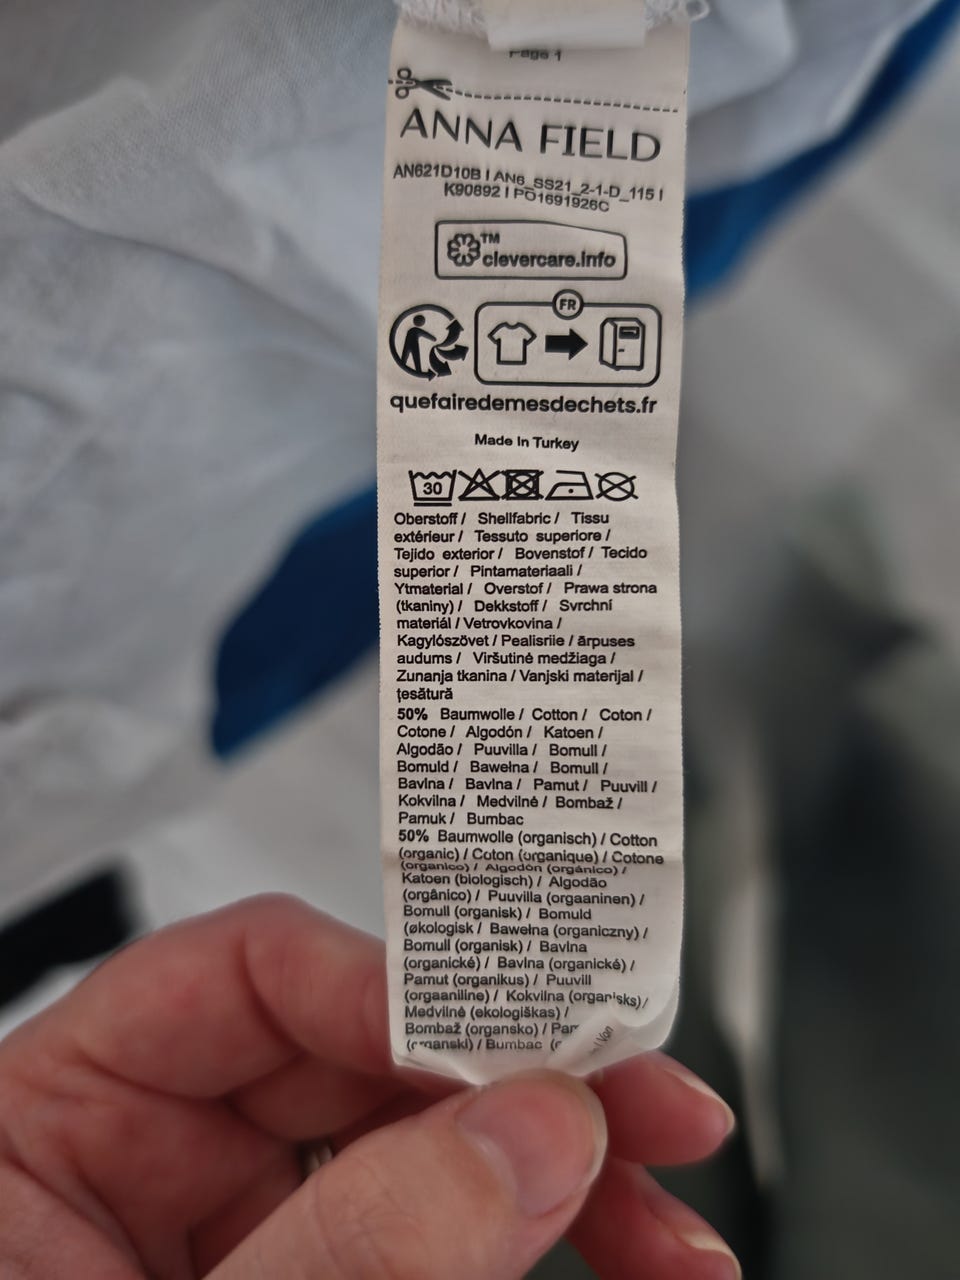 Page 1
ANNA FIELD
AN621D10B I AN6_SS21_2-1-D_115 I
K90892 I PO1691926C
TM
clevercare.info
FR
quefairedemesdechets.fr
Made In Turkey
30
Oberstoff / Shellfabric / Tissu
extérieur / Tessuto superiore /
Tejido exterior / Bovenstof / Tecido
superior / Pintamateriaali /
Ytmaterial / Overstof / Prawa strona
(tkaniny) / Dekkstoff / Svrchní
materiál / Vetrovkovina /
Kagylószövet / Pealisriie / ārpuses
audums / Viršutinė medžiaga /
Zunanja tkanina / Vanjski materijal /
țesătură
50% Baumwolle / Cotton / Coton /
Cotone / Algodón / Katoen /
Algodão / Puuvilla / Bomull /
Bomuld / Bawełna / Bomull /
Bavlna / Bavlna / Pamut / Puuvill /
Kokvilna / Medvilnė / Bombaž /
Pamuk / Bumbac
50% Baumwolle (organisch) / Cotton
(organic) / Coton (organique) / Cotone
(organico) / Algodón (orgánico) /
Katoen (biologisch) / Algodão
(orgânico) / Puuvilla (orgaaninen) /
Bomull (organisk) / Bomuld
(økologisk / Bawełna (organiczny) /
Bomull (organisk) / Bavlna
(organické) / Bavlna (organické) /
Pamut (organikus) / Puuvill
(orgaaniline) / Kokvilna (organisks) /
Medvilnė (ekologiškas) /
Bombaž (organsko) / Pam
(organski) / Bumbac (o
Von